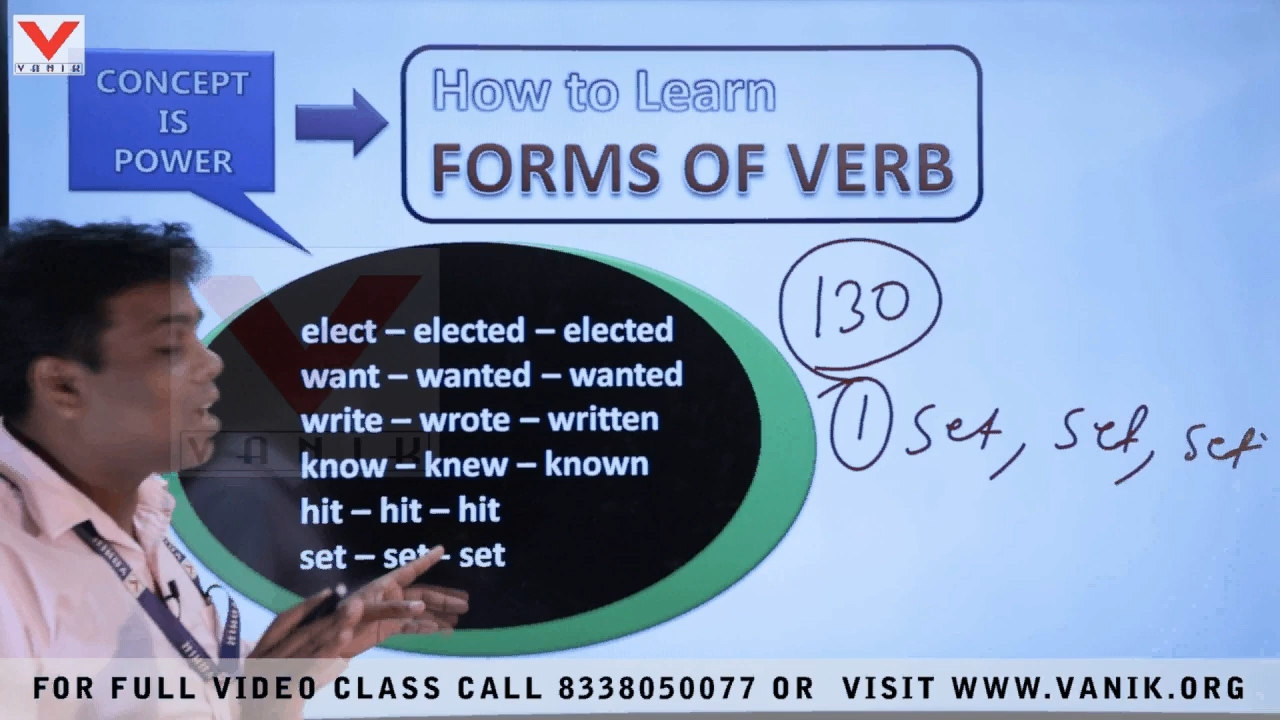 VANIK
CONCEPT
IS
POWER
How to Learn
FORMS OF VERB
130
elect – elected – elected
want – wanted – wanted
write – wrote – written
know – knew – known
hit – hit – hit
set – set – set
1 set, set, set
VANIK
FOR FULL VIDEO CLASS CALL 8338050077 OR VISIT WWW.VANIK.ORG